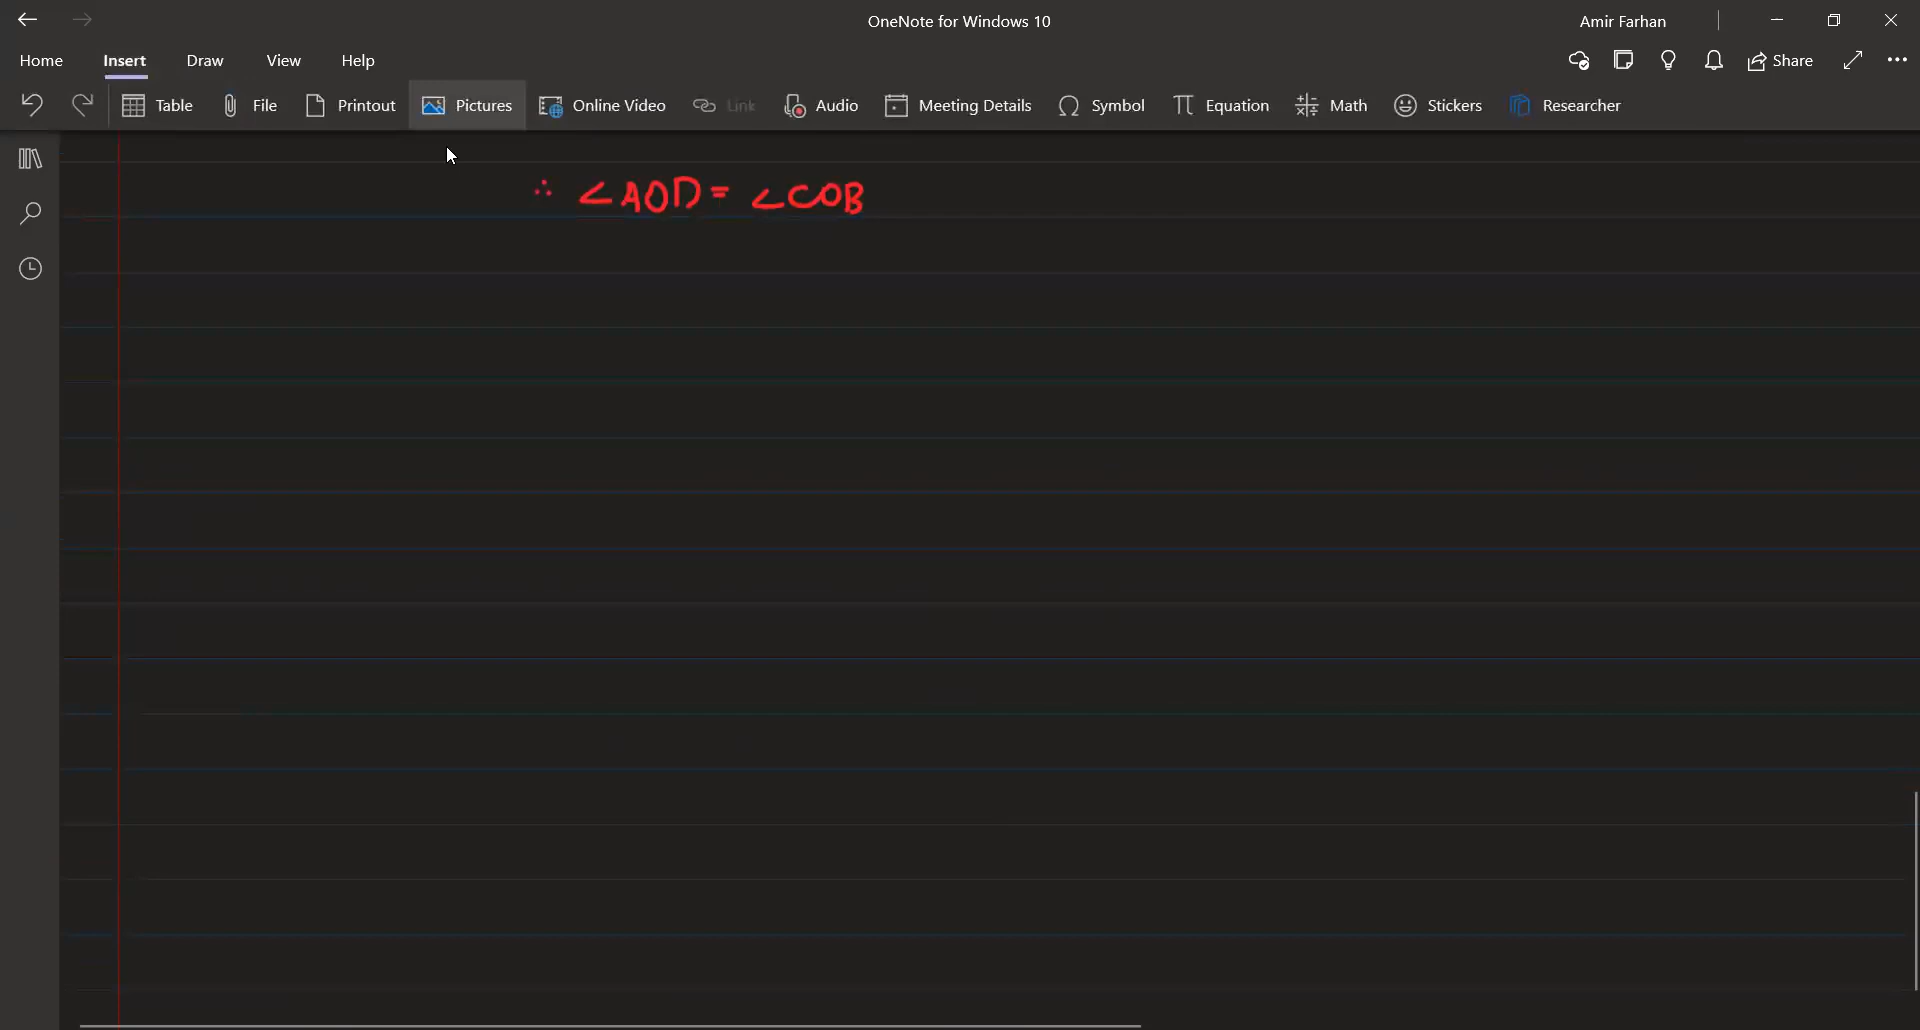 OneNote for Windows 10
Amir Farhan
Home Insert Draw View Help
Share
Table File Printout Pictures Online Video Link Audio Meeting Details Symbol Equation Math Stickers Researcher
∴ ∠AOD = ∠COB